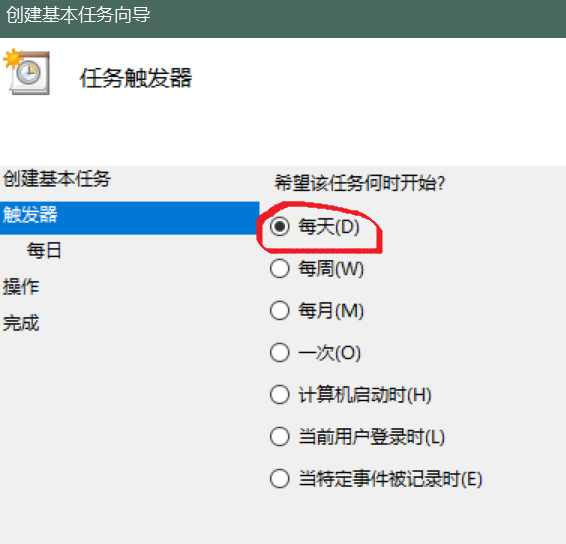 创建基本任务向导
任务触发器
创建基本任务
触发器
每日
操作
完成
希望该任务何时开始?
每天(D)
每周(W)
每月(M)
一次(O)
计算机启动时(H)
当前用户登录时(L)
当特定事件被记录时(E)